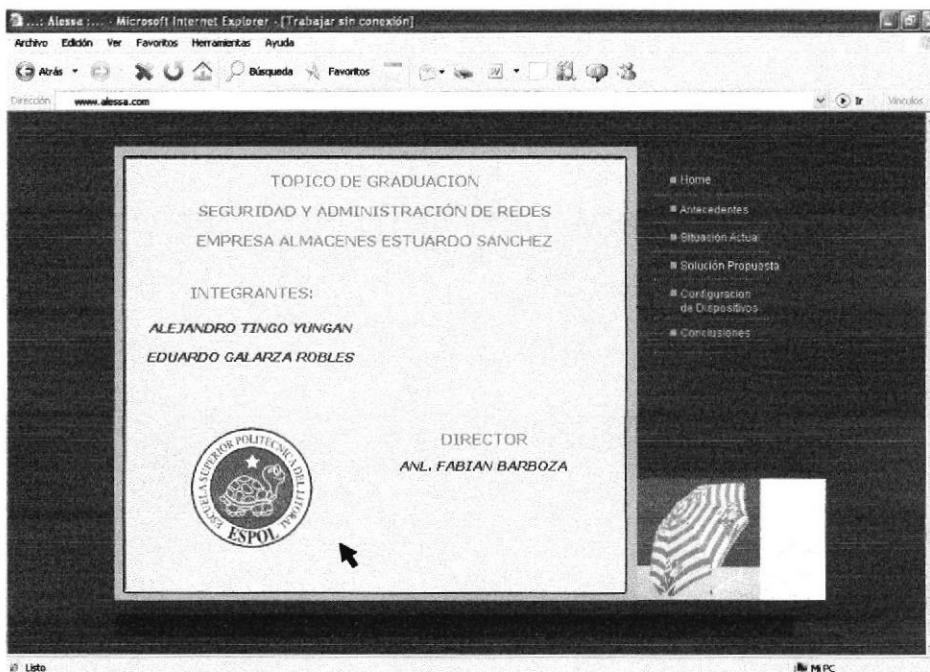 ...: Alessa :... - Microsoft Internet Explorer - [Trabajar sin conexión]
Archivo Edición Ver Favoritos Herramientas Ayuda
Atrás Búsqueda Favoritos
Dirección www.alessa.com Ir Vínculos
TOPICO DE GRADUACION
SEGURIDAD Y ADMINISTRACIÓN DE REDES
EMPRESA ALMACENES ESTUARDO SANCHEZ
INTEGRANTES:
ALEJANDRO TINGO YUNGAN
EDUARDO GALARZA ROBLES
DIRECTOR
ANL. FABIAN BARBOZA
ESCUELA SUPERIOR POLITECNICA DEL LITORAL
ESPOL
Home
Antecedentes
Situación Actual
Solución Propuesta
Configuracion
de Dispositivos
Conclusiones
Listo
Mi PC